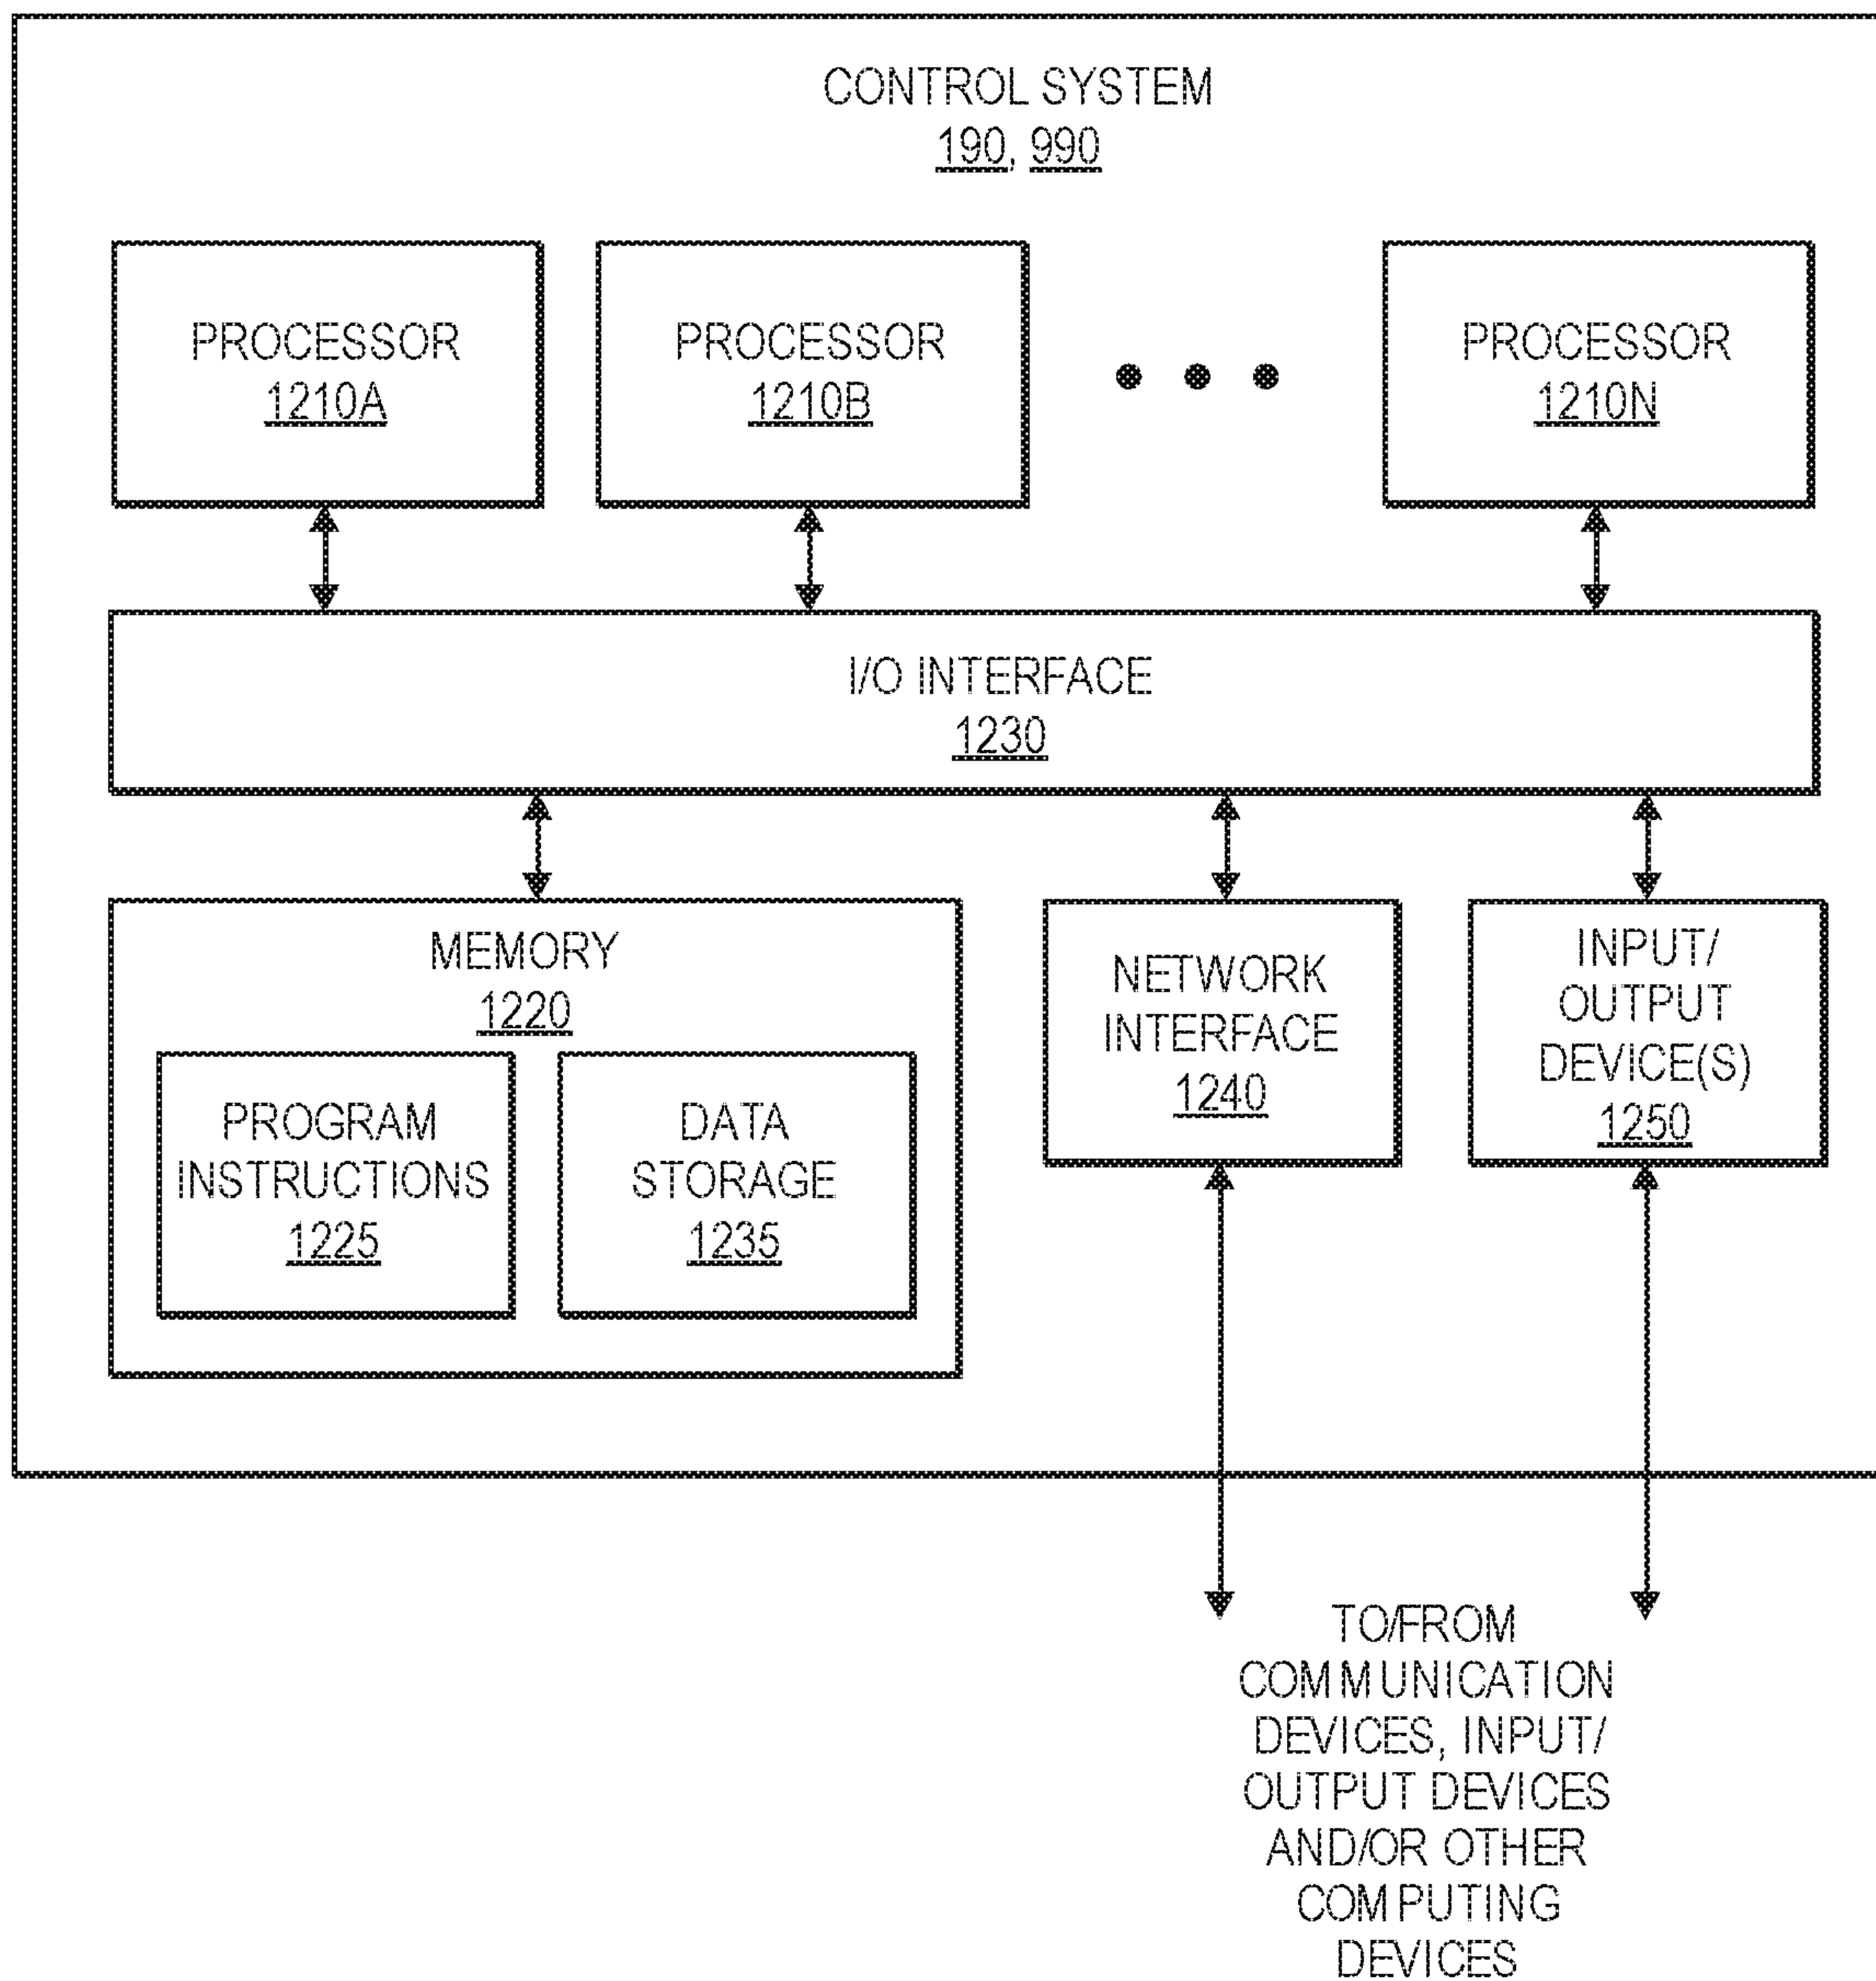 CONTROL SYSTEM
190, 990
PROCESSOR
1210A
PROCESSOR
1210B
PROCESSOR
1210N
I/O INTERFACE
1230
MEMORY
1220
PROGRAM
INSTRUCTIONS
1225
DATA
STORAGE
1235
NETWORK
INTERFACE
1240
INPUT/
OUTPUT
DEVICE(S)
1250
TO/FROM
COMMUNICATION
DEVICES, INPUT/
OUTPUT DEVICES
AND/OR OTHER
COMPUTING
DEVICES